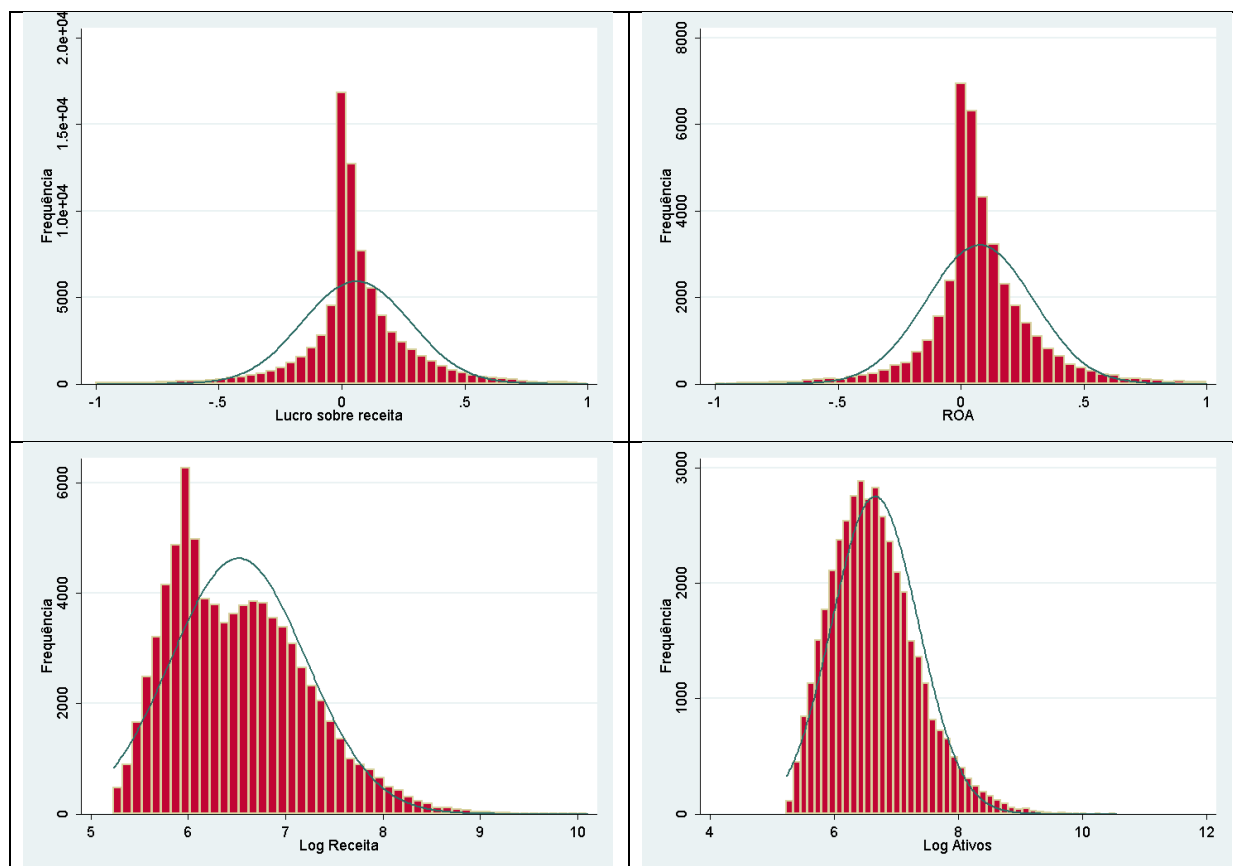 2.0e+04
1.5e+04
1.0e+04
5000
0
Frequência
-1 -.5 0 .5 1
Lucro sobre receita
8000
6000
4000
2000
0
Frequência
-1 -.5 0 .5 1
ROA
6000
4000
2000
0
Frequência
5 6 7 8 9 10
Log Receita
3000
2000
1000
0
Frequência
4 6 8 10 12
Log Ativos